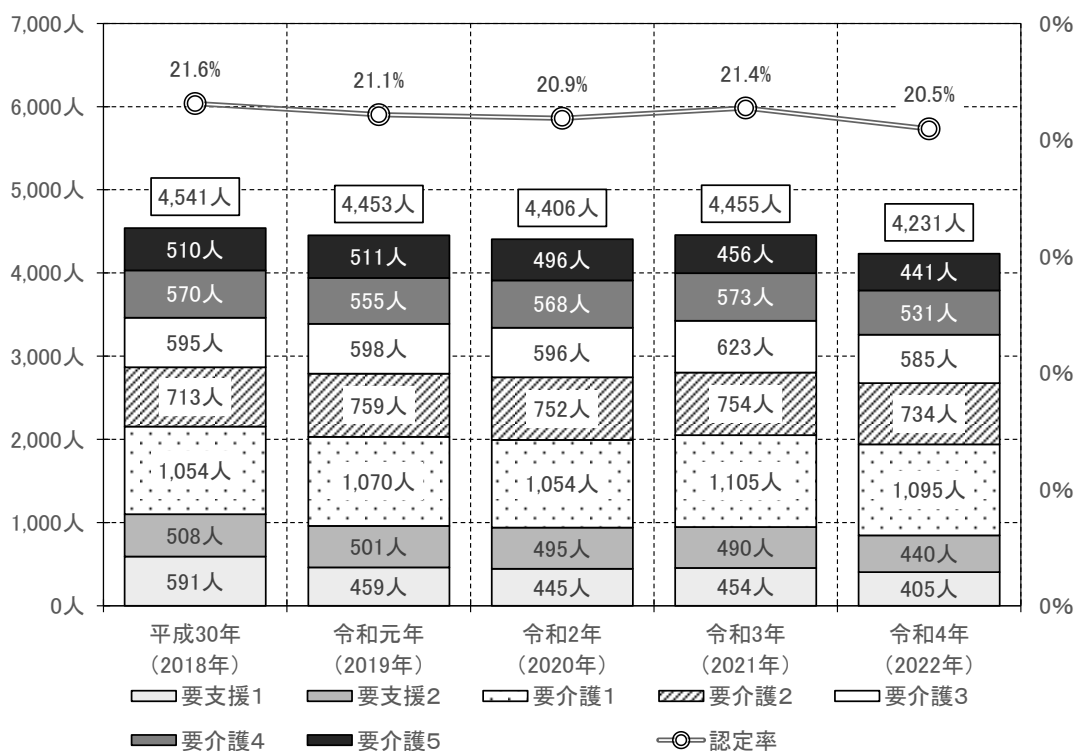 7,000人
6,000人
5,000人
4,000人
3,000人
2,000人
1,000人
0人
0%
0%
0%
0%
0%
0%
21.6%
21.1%
20.9%
21.4%
20.5%
4,541人
4,453人
4,406人
4,455人
4,231人
510人
511人
496人
456人
441人
570人
555人
568人
573人
531人
595人
598人
596人
623人
585人
713人
759人
752人
754人
734人
1,054人
1,070人
1,054人
1,105人
1,095人
508人
501人
495人
490人
440人
591人
459人
445人
454人
405人
平成30年
(2018年)
令和元年
(2019年)
令和2年
(2020年)
令和3年
(2021年)
令和4年
(2022年)
要支援1
要支援2
要介護1
要介護2
要介護3
要介護4
要介護5
認定率